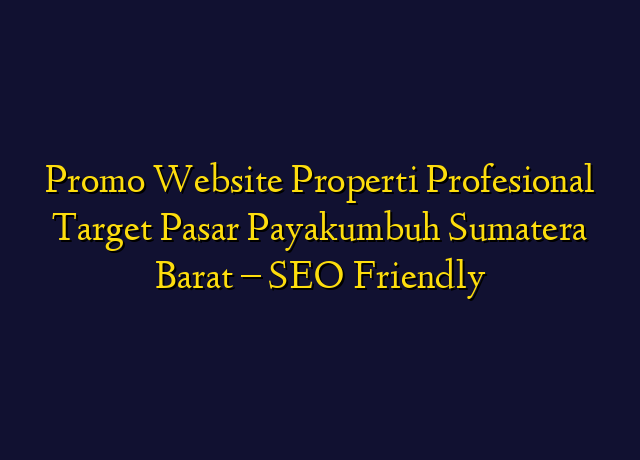 Promo Website Properti Profesional
Target Pasar Payakumbuh Sumatera
Barat – SEO Friendly